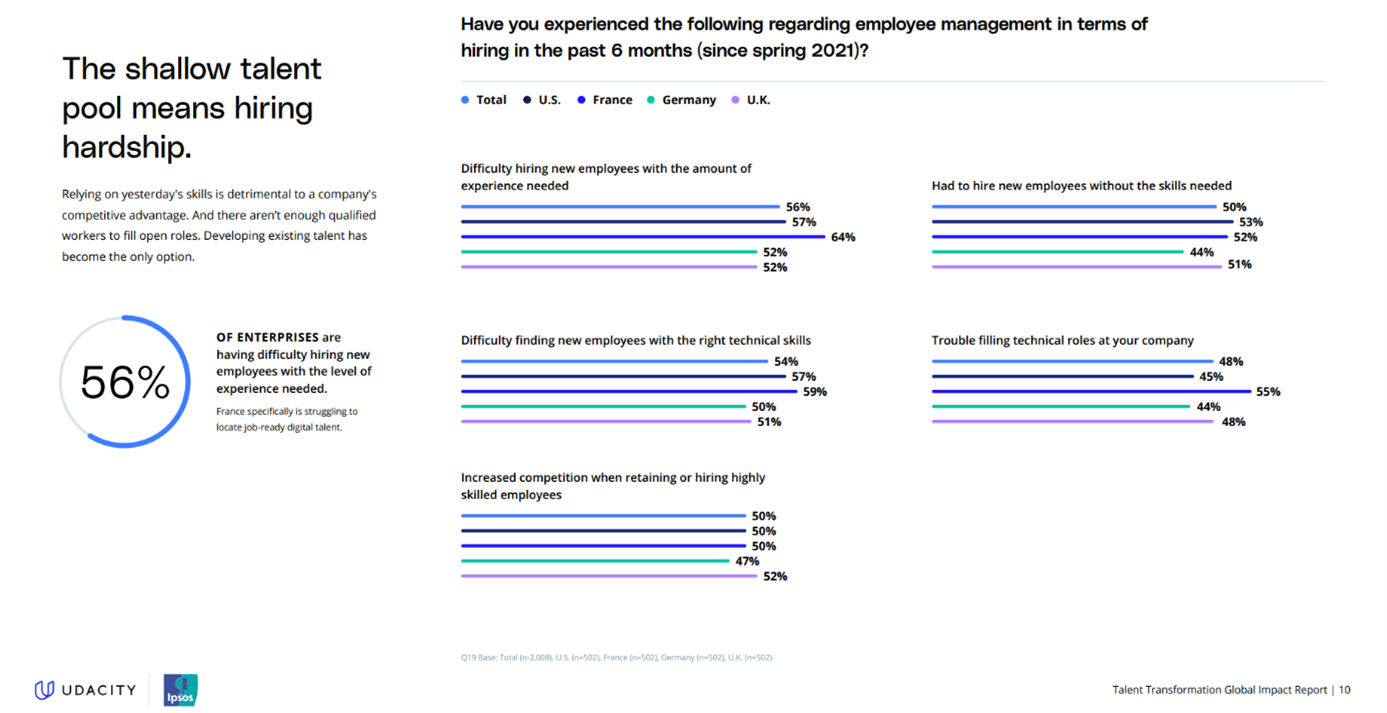 The shallow talent
pool means hiring
hardship.
Relying on yesterday's skills is detrimental to a company's
competitive advantage. And there aren't enough qualified
workers to fill open roles. Developing existing talent has
become the only option.
56%
OF ENTERPRISES are
having difficulty hiring new
employees with the level of
experience needed.
France specifically is struggling to
locate job-ready digital talent.
Have you experienced the following regarding employee management in terms of
hiring in the past 6 months (since spring 2021)?
Total U.S. France Germany U.K.
Difficulty hiring new employees with the amount of
experience needed
56%
57%
64%
52%
52%
Had to hire new employees without the skills needed
50%
53%
52%
44%
51%
Difficulty finding new employees with the right technical skills
54%
57%
59%
50%
51%
Trouble filling technical roles at your company
48%
45%
55%
44%
48%
Increased competition when retaining or hiring highly
skilled employees
50%
50%
50%
47%
52%
Q19 Base: Total (n-2,008), U.S. (n=502), France (n=502), Germany (n=502), U.K. (n=502)
UDACITY
Ipsos
Talent Transformation Global Impact Report | 10